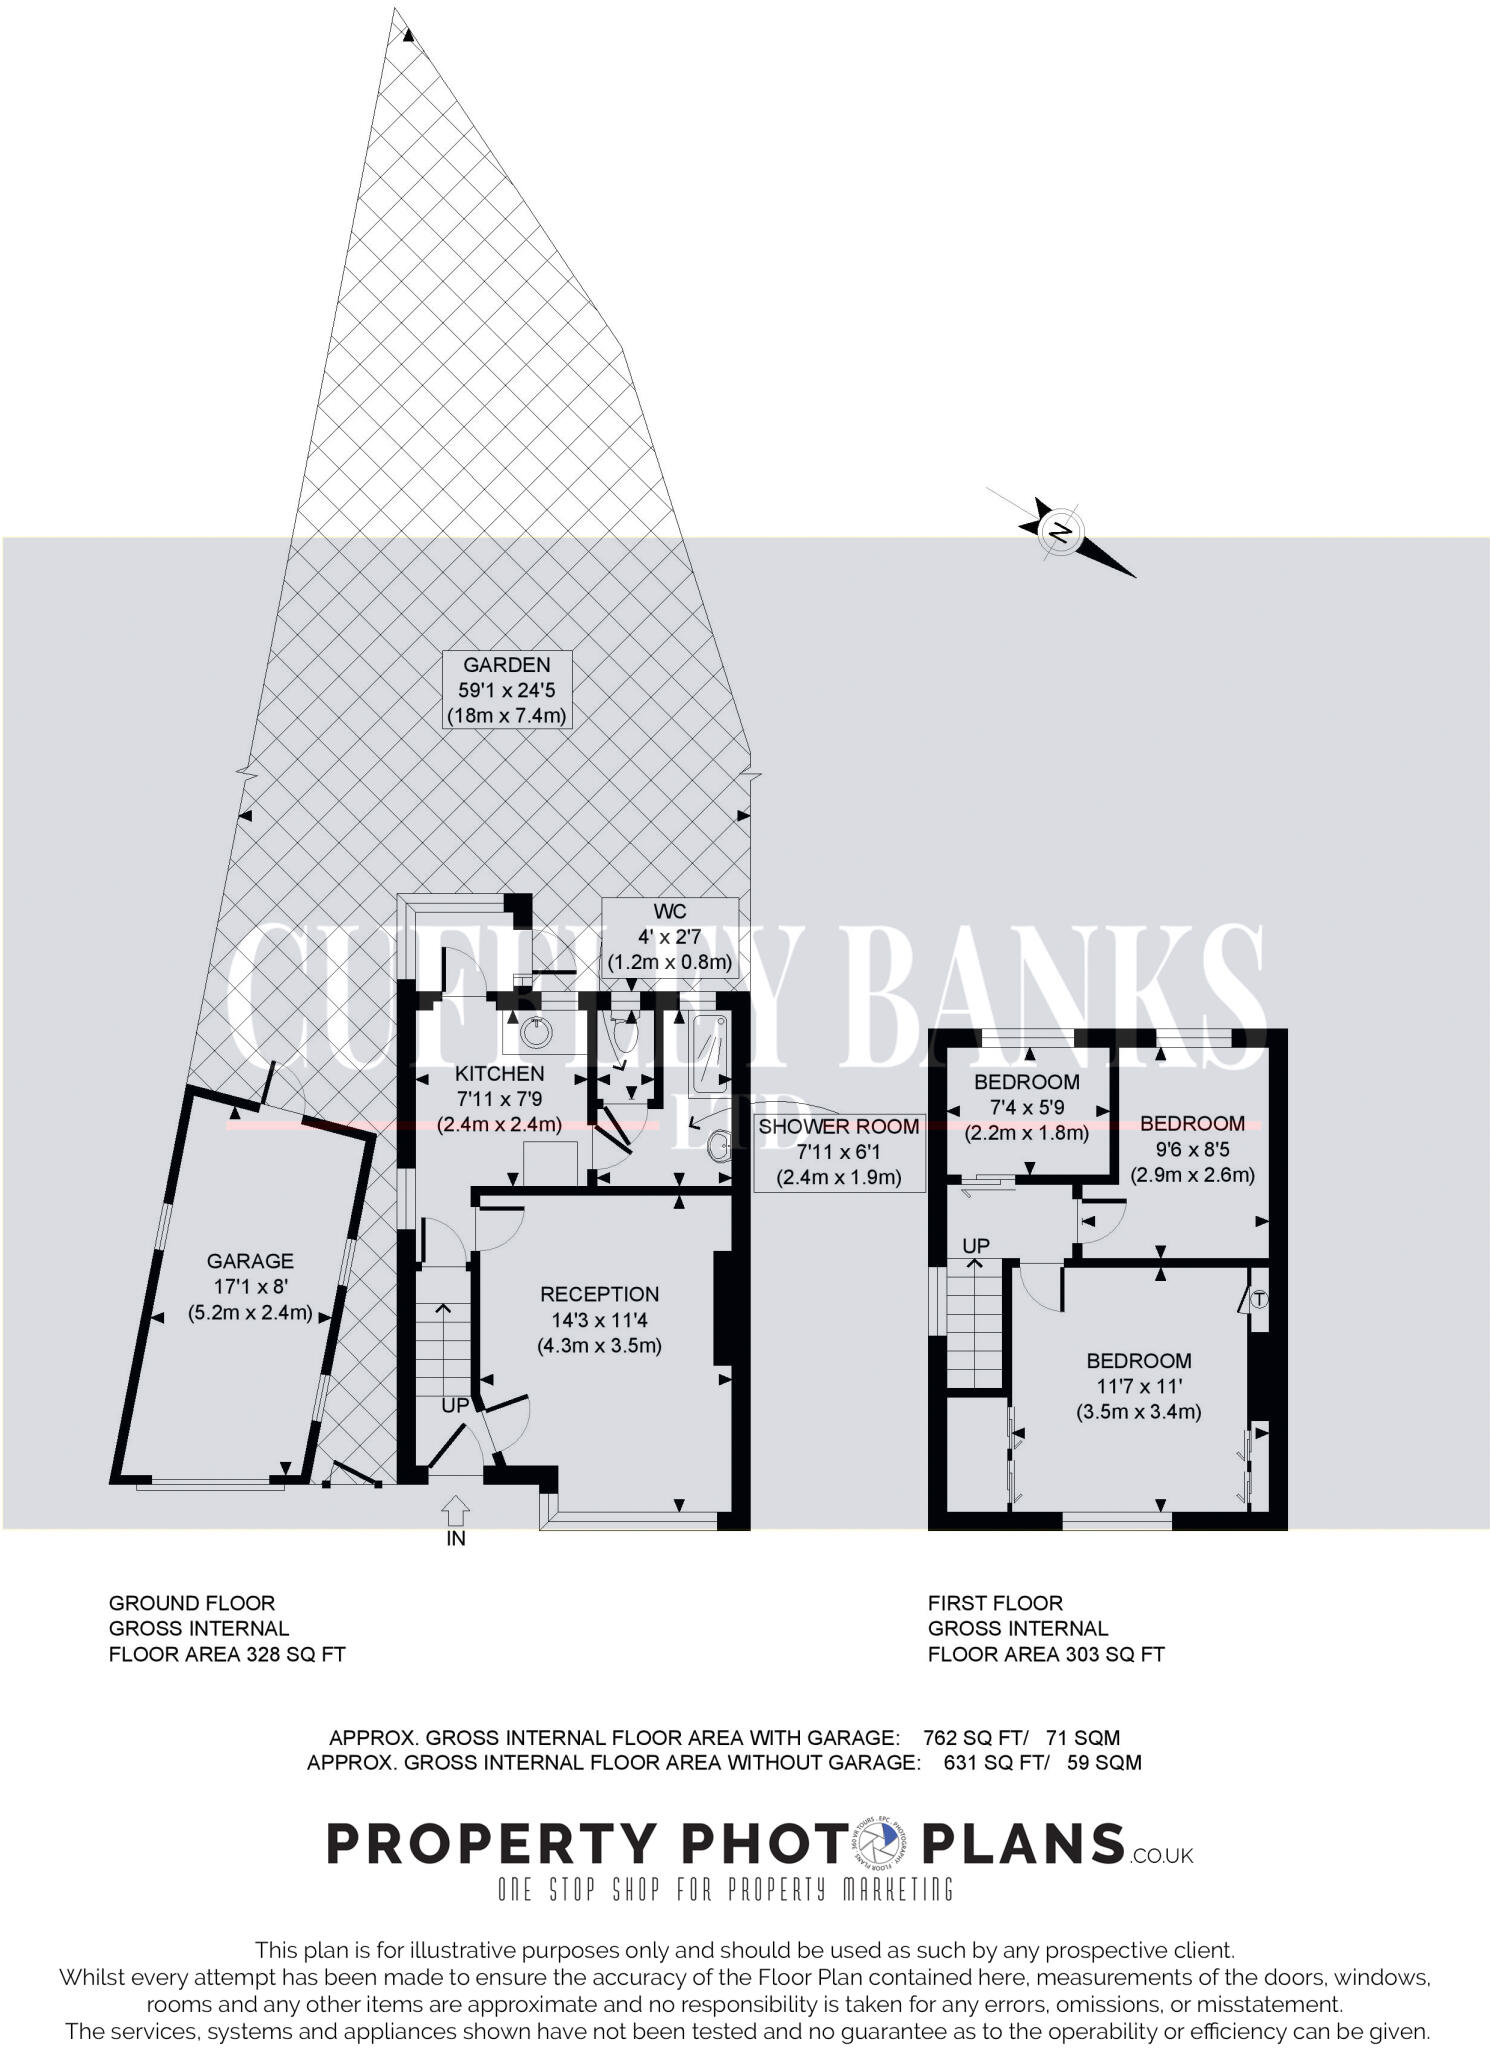 GARDEN
59'1 x 24'5
(18m x 7.4m)
N
CUFFLEY BANKS
LTD
WC
4' x 2'7
(1.2m x 0.8m)
KITCHEN
7'11 x 7'9
(2.4m x 2.4m)
SHOWER ROOM
7'11 x 6'1
(2.4m x 1.9m)
BEDROOM
7'4 x 5'9
(2.2m x 1.8m)
BEDROOM
9'6 x 8'5
(2.9m x 2.6m)
GARAGE
17'1 x 8'
(5.2m x 2.4m)
RECEPTION
14'3 x 11'4
(4.3m x 3.5m)
UP
UP
T
BEDROOM
11'7 x 11'
(3.5m x 3.4m)
IN
GROUND FLOOR
GROSS INTERNAL
FLOOR AREA 328 SQ FT
FIRST FLOOR
GROSS INTERNAL
FLOOR AREA 303 SQ FT
APPROX. GROSS INTERNAL FLOOR AREA WITH GARAGE: 762 SQ FT/ 71 SQM
APPROX. GROSS INTERNAL FLOOR AREA WITHOUT GARAGE: 631 SQ FT/ 59 SQM
PROPERTY PHOTO PLANS.CO.UK
360 VR TOURS . EPC . PHOTOGRAPHY . FLOOR PLANS .
ONE STOP SHOP FOR PROPERTY MARKETING
This plan is for illustrative purposes only and should be used as such by any prospective client.
Whilst every attempt has been made to ensure the accuracy of the Floor Plan contained here, measurements of the doors, windows,
rooms and any other items are approximate and no responsibility is taken for any errors, omissions, or misstatement.
The services, systems and appliances shown have not been tested and no guarantee as to the operability or efficiency can be given.